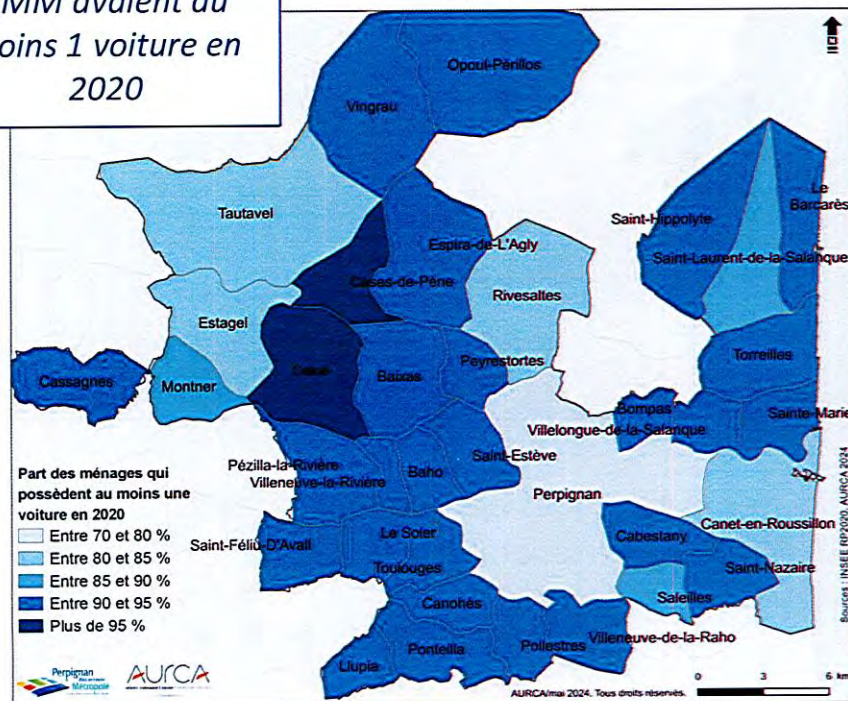 MM avaient au
oins 1 voiture en
2020
Opoul-Périllos
Vingrau
Tautavel
Saint-Hippolyte
Le
Barcarès
Espira-de-L'Agly
Saint-Laurent-de-la-Salanque
Cases-de-Pène
Rivesaltes
Estagel
Torreilles
Peyrestortes
Cassagnes
Montner
Calce
Baixas
Bompas
Sainte-Marie
Villelongue-de-la-Salanque
Saint-Estève
Pézilla-la-Rivière
Baho
Villeneuve-la-Rivière
Perpignan
Canet-en-Roussillon
Le Soler
Cabestany
Saint-Féliu-D'Avall
Toulouges
Saint-Nazaire
Saleilles
Canohès
Villeneuve-de-la-Raho
Ponteilla
Pollestres
Llupia
Part des ménages qui
possèdent au moins une
voiture en 2020
Entre 70 et 80 %
Entre 80 et 85 %
Entre 85 et 90 %
Entre 90 et 95 %
Plus de 95 %
Perpignan
Métropole
AURCA
AURCA/mai 2024. Tous droits réservés.
0 3 6 km
Sources : INSEE RP2020, AURCA 2024